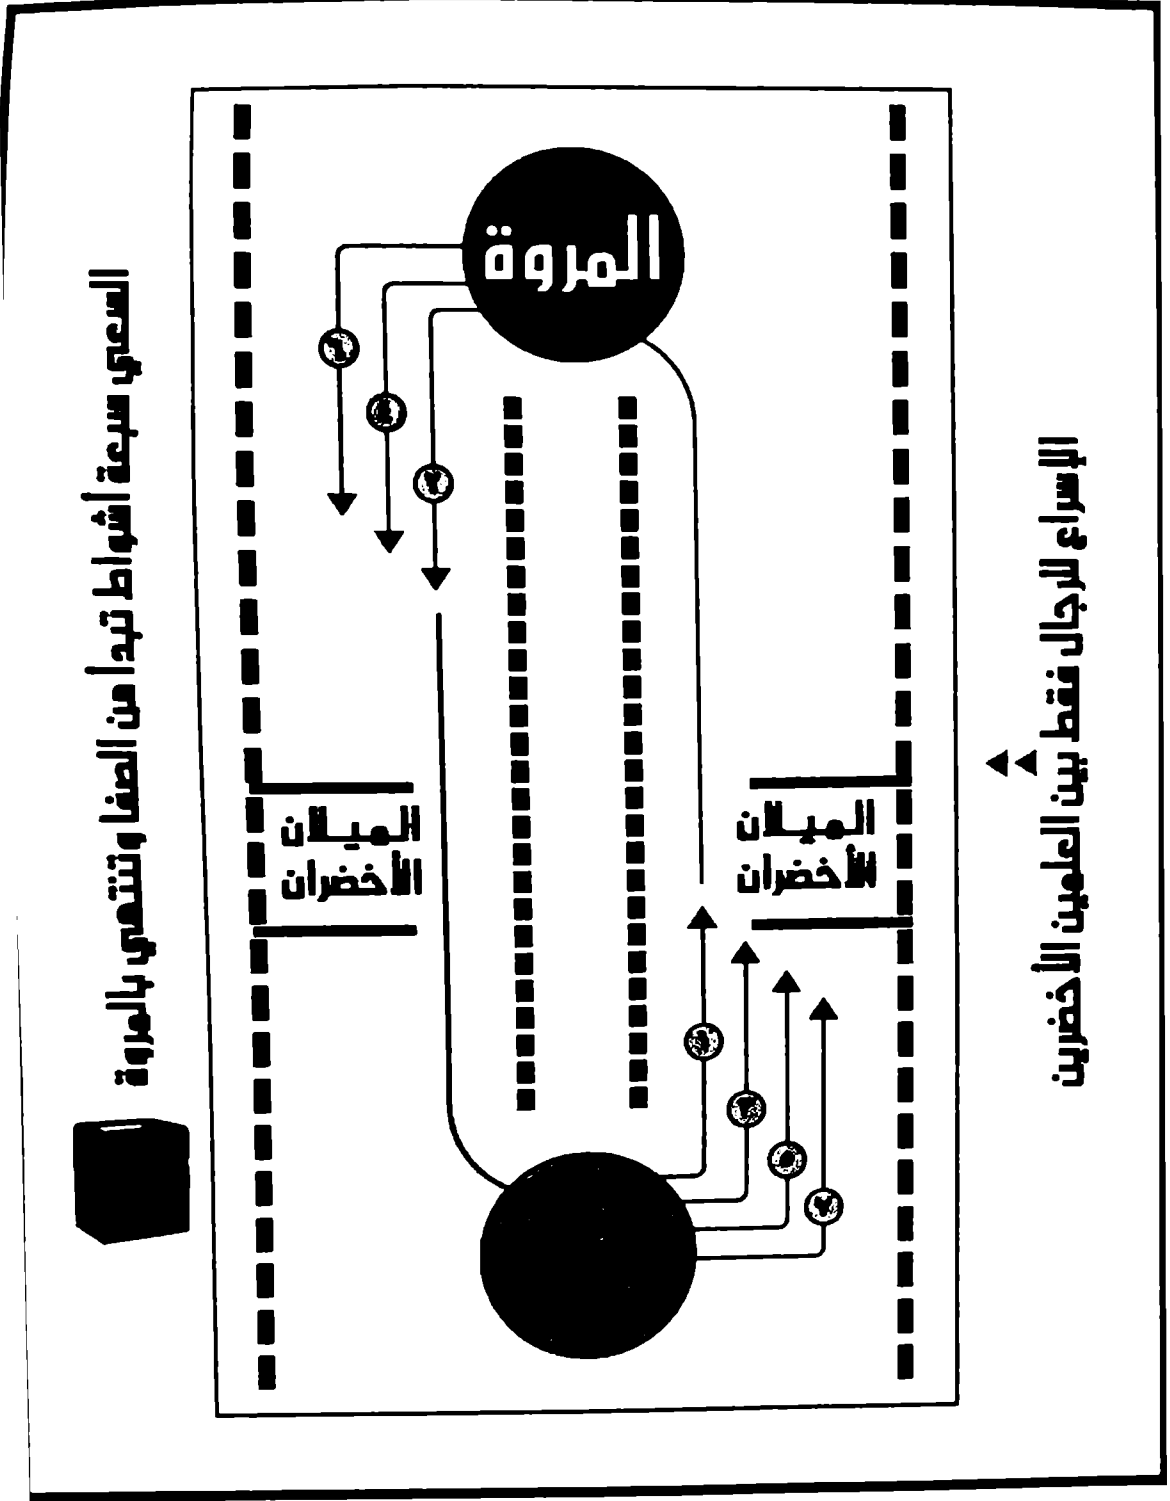 المروة
السعي سبعة أشواط تبدأ من الصفا وتنتهي بالمروة
الإسراع للرجال فقط بين العلمين الأخضرين
الميلان
الأخضران
الميلان
الأخضران